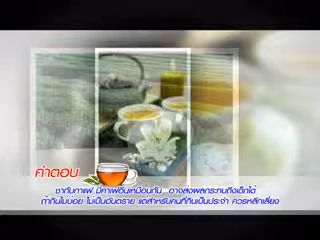 คำตอบ
ชากับกาแฟ มีคาเฟอีนเหมือนกัน อาจส่งผลกระทบถึงเด็กได้
ถ้ากินไม่บ่อย ไม่เป็นอันตราย แต่สำหรับคนที่กินเป็นประจำ ควรหลีกเลี่ยง